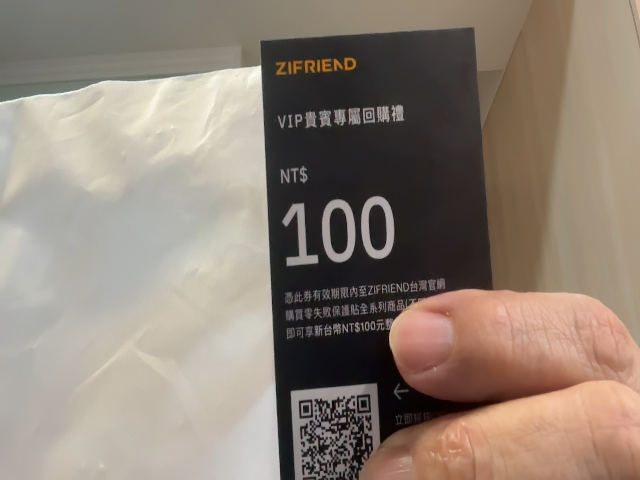 ZIFRIEND
VIP貴賓專屬回購禮
NT$
100
憑此券有效期限內至ZIFRIEND台灣官網
購買零失敗保護貼全系列商品(不
即可享新台幣NT$100元
←
立即